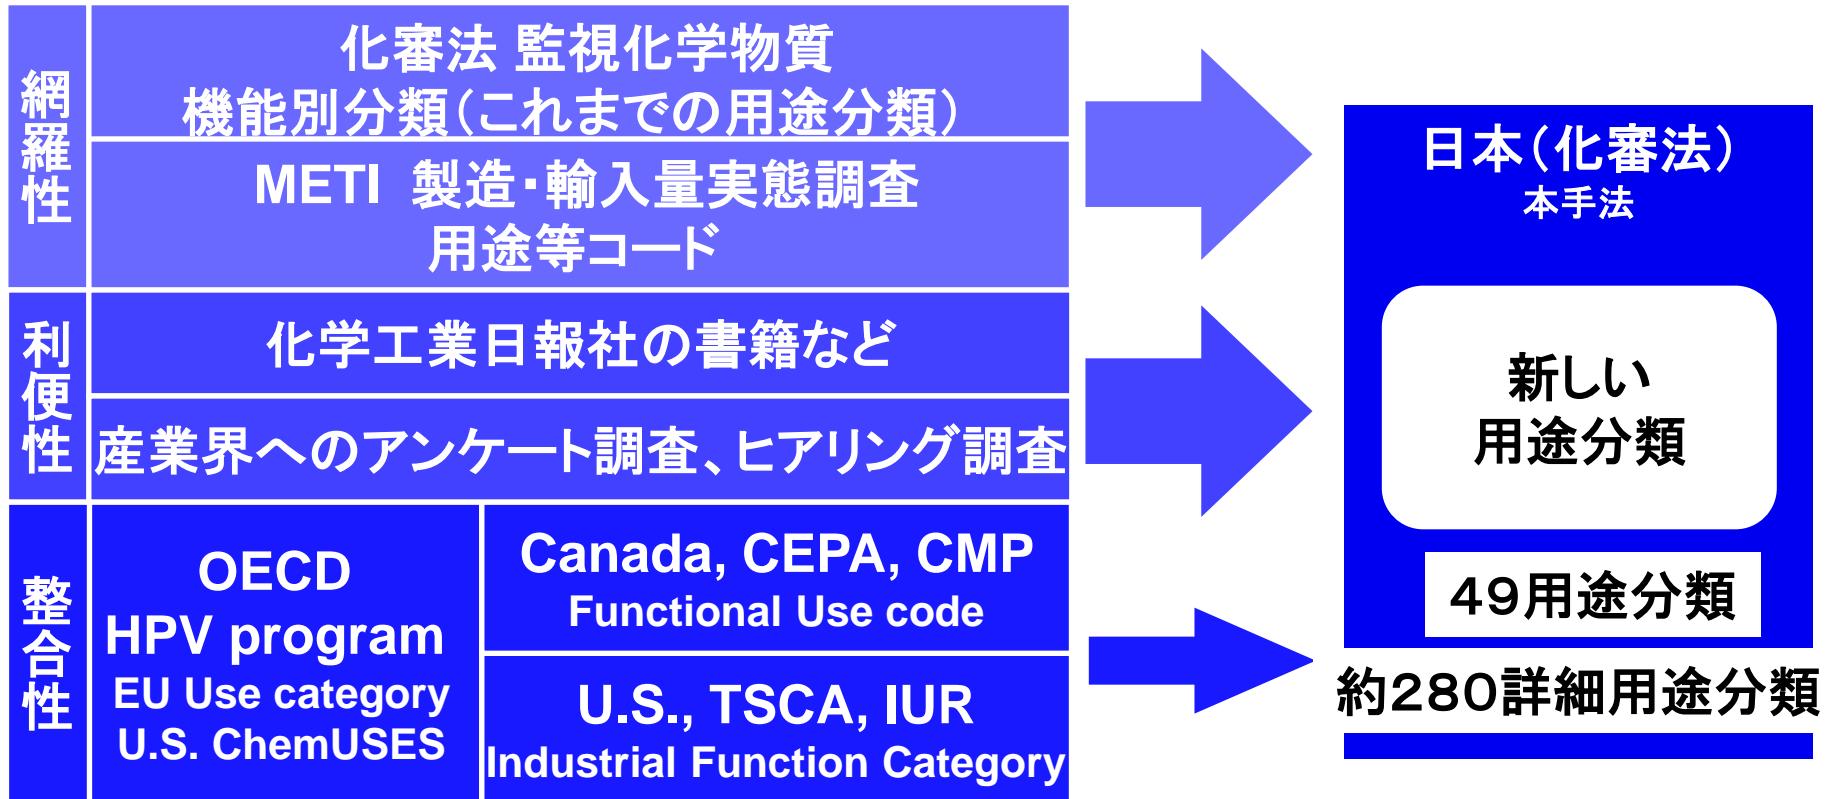 網羅性
化審法 監視化学物質
機能別分類(これまでの用途分類)
METI 製造・輸入量実態調査
用途等コード
利便性
化学工業日報社の書籍など
産業界へのアンケート調査、ヒアリング調査
整合性
OECD
HPV program
EU Use category
U.S. ChemUSES
Canada, CEPA, CMP
Functional Use code
U.S., TSCA, IUR
Industrial Function Category
日本(化審法)
本手法
新しい
用途分類
49用途分類
約280詳細用途分類